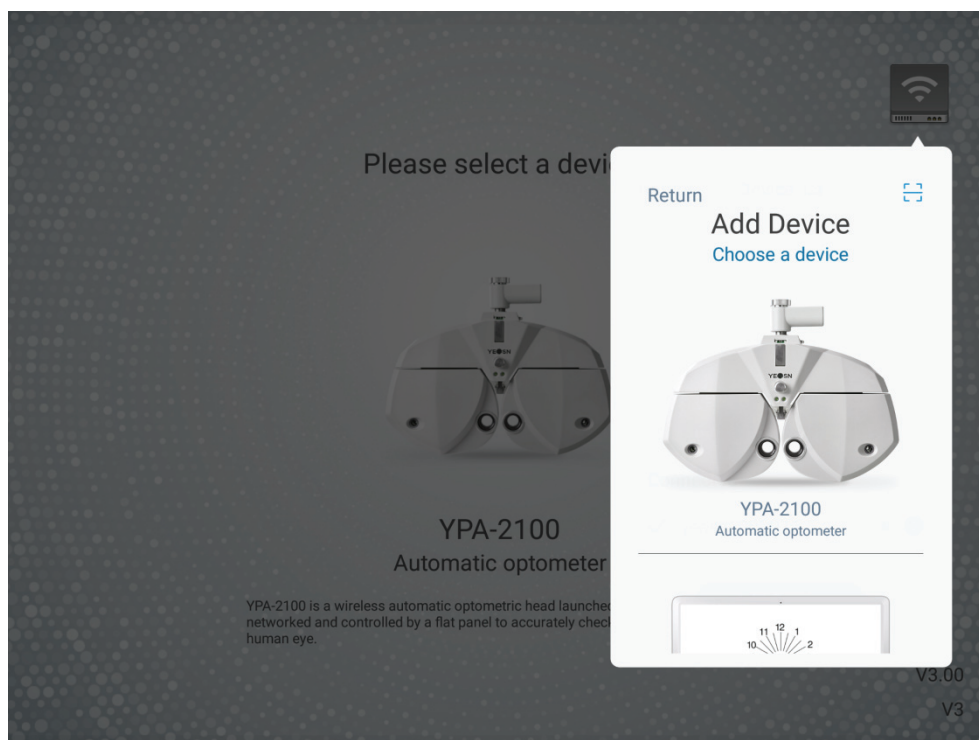 Please select a devi
Return
Add Device
Choose a device
YEOSN
YEOSN
YPA-2100
Automatic optometer
YPA-2100
Automatic optometer
YPA-2100 is a wireless automatic optometric head launched
networked and controlled by a flat panel to accurately check
human eye.
10 11 12 1 2
V3.00
V3